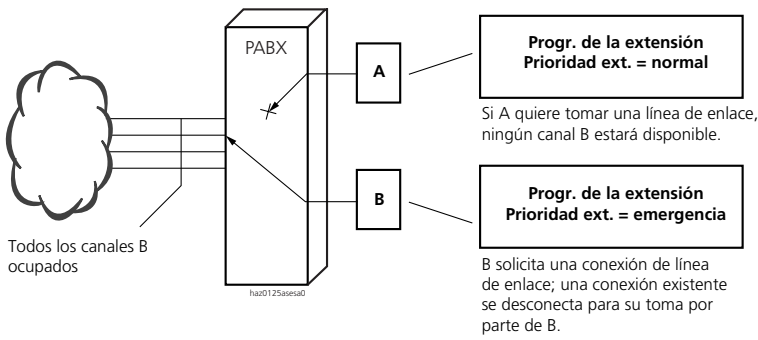 PABX
A
Progr. de la extensión
Prioridad ext. = normal
Si A quiere tomar una línea de enlace,
ningún canal B estará disponible.
B
Progr. de la extensión
Prioridad ext. = emergencia
B solicita una conexión de línea
de enlace; una conexión existente
se desconecta para su toma por
parte de B.
Todos los canales B
ocupados
haz0125asesa0